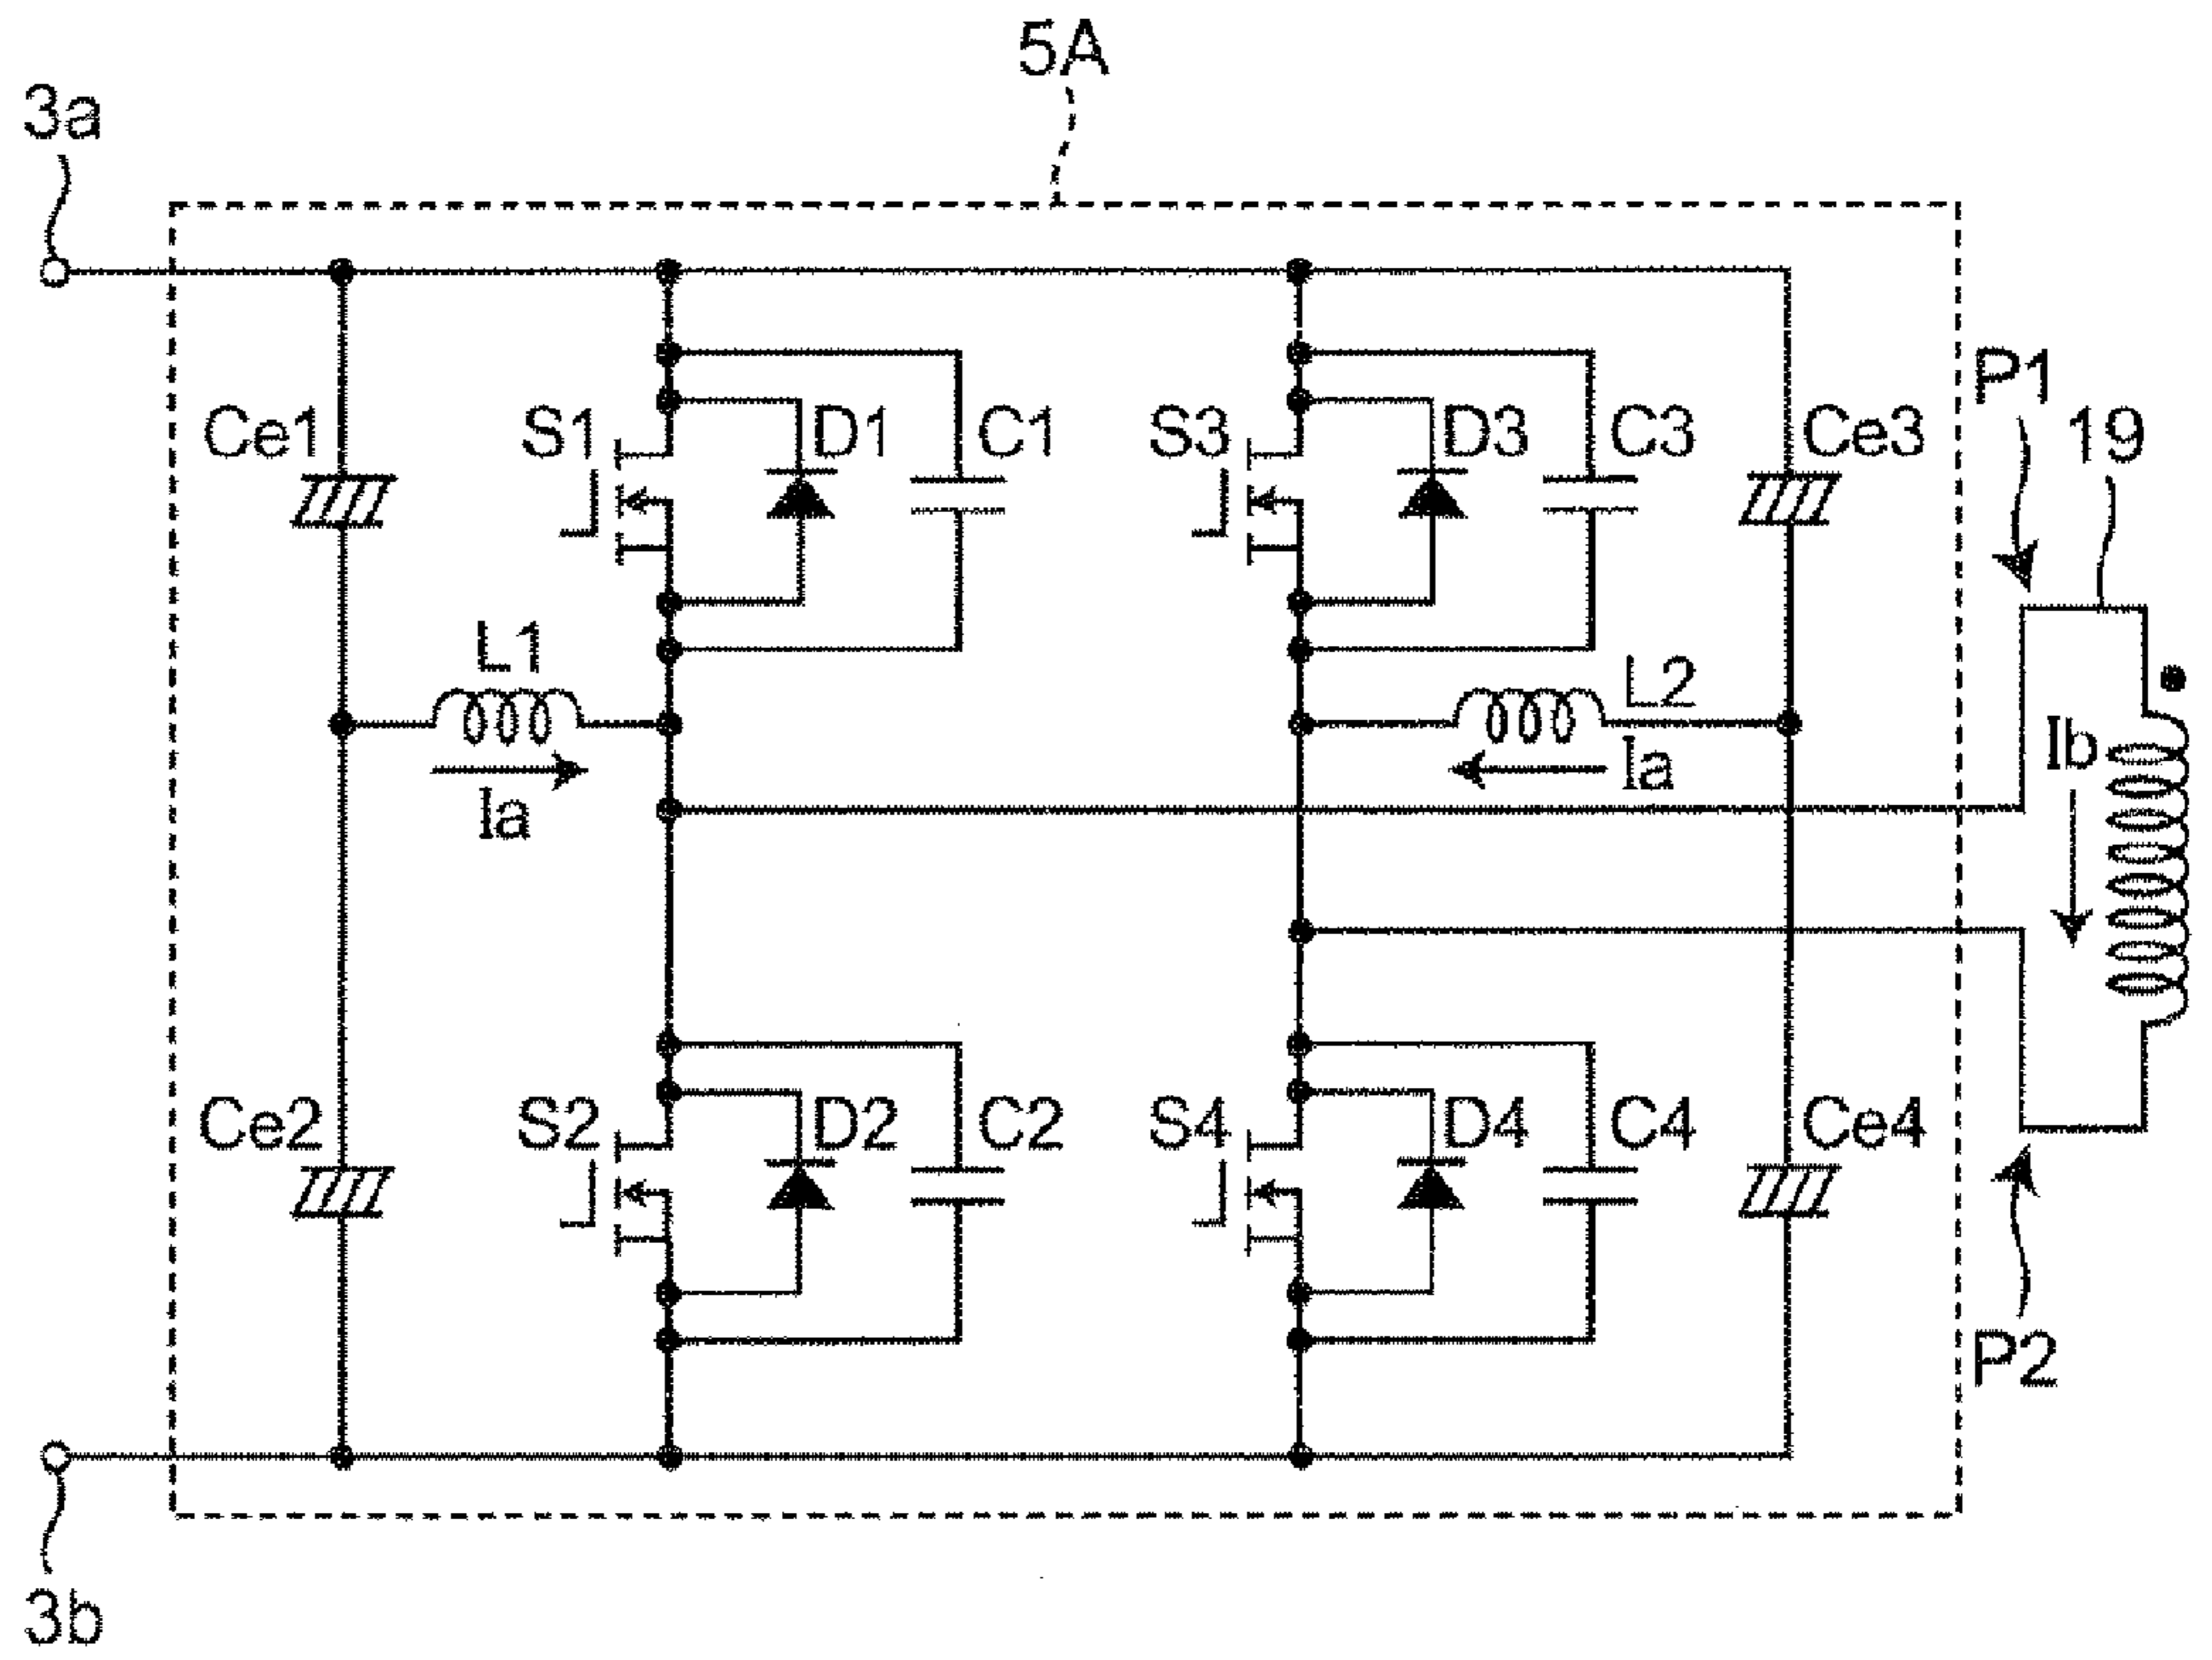 5A
3a
P1
Ce1
S1
D1
C1
S3
D3
C3
Ce3
19
L1
L2
Ia
Ia
Ib
Ce2
S2
D2
C2
S4
D4
C4
Ce4
P2
3b